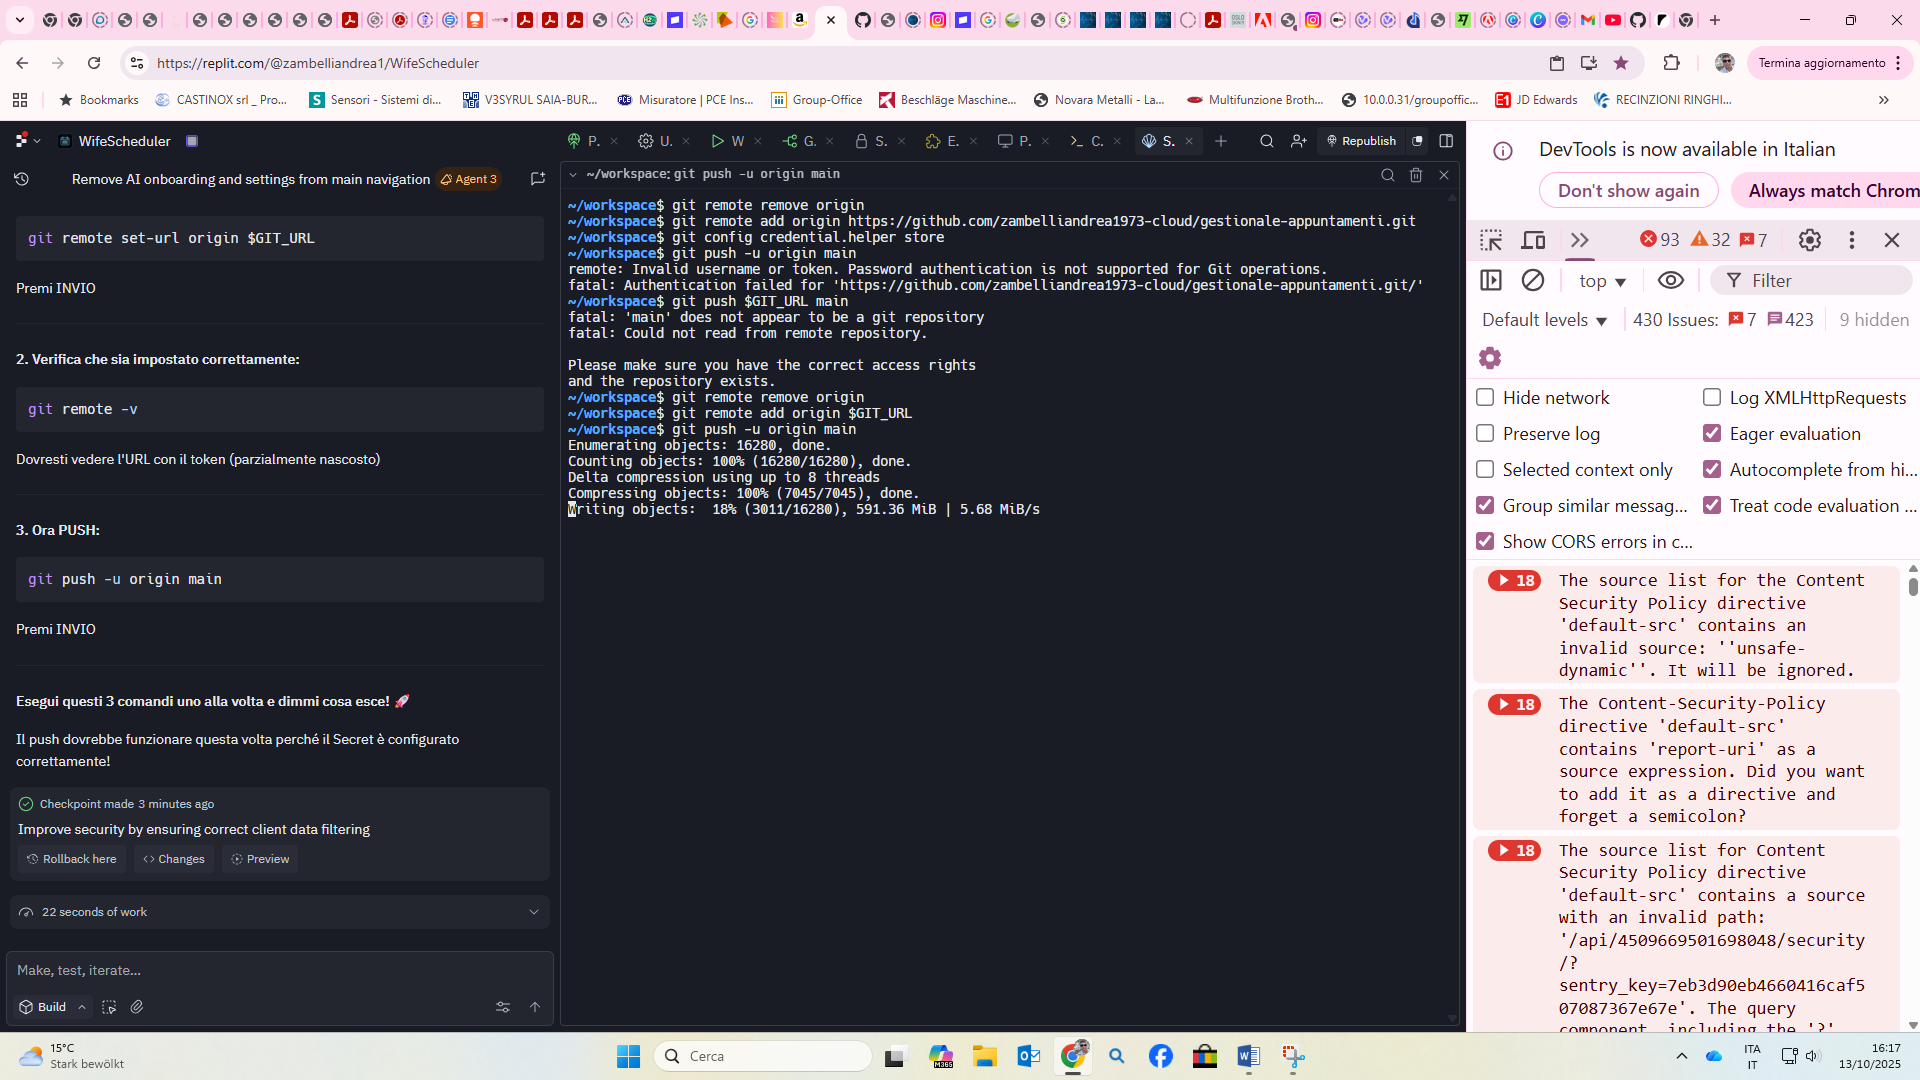 https://replit.com/@zambelliandrea1/WifeScheduler
Termina aggiornamento
Bookmarks
CASTINOX srl _ Pro...
Sensori - Sistemi di...
V3SYRUL SAIA-BUR...
Misuratore | PCE Ins...
Group-Office
Beschläge Maschine...
Novara Metalli - La...
Multifunzione Broth...
10.0.0.31/groupoffic...
JD Edwards
RECINZIONI RINGHI...
WifeScheduler
P.
U.
W
G.
S.
E.
P.
C.
S.
Republish
Remove AI onboarding and settings from main navigation
Agent 3
git remote set-url origin $GIT_URL
Premi INVIO
2. Verifica che sia impostato correttamente:
git remote -v
Dovresti vedere l'URL con il token (parzialmente nascosto)
3. Ora PUSH:
git push -u origin main
Premi INVIO
Esegui questi 3 comandi uno alla volta e dimmi cosa esce! 🚀
Il push dovrebbe funzionare questa volta perché il Secret è configurato
correttamente!
Checkpoint made 3 minutes ago
Improve security by ensuring correct client data filtering
Rollback here
Changes
Preview
22 seconds of work
Make, test, iterate...
Build
~/workspace: git push -u origin main
~/workspace$ git remote remove origin
~/workspace$ git remote add origin https://github.com/zambelliandrea1973-cloud/gestionale-appuntamenti.git
~/workspace$ git config credential.helper store
~/workspace$ git push -u origin main
remote: Invalid username or token. Password authentication is not supported for Git operations.
fatal: Authentication failed for 'https://github.com/zambelliandrea1973-cloud/gestionale-appuntamenti.git/'
~/workspace$ git push $GIT_URL main
fatal: 'main' does not appear to be a git repository
fatal: Could not read from remote repository.
Please make sure you have the correct access rights
and the repository exists.
~/workspace$ git remote remove origin
~/workspace$ git remote add origin $GIT_URL
~/workspace$ git push -u origin main
Enumerating objects: 16280, done.
Counting objects: 100% (16280/16280), done.
Delta compression using up to 8 threads
Compressing objects: 100% (7045/7045), done.
Writing objects:  18% (3011/16280), 591.36 MiB | 5.68 MiB/s
DevTools is now available in Italian
Don't show again
Always match Chrom
93
32
7
top
Filter
Default levels
430 Issues:
7
423
9 hidden
Hide network
Log XMLHttpRequests
Preserve log
Eager evaluation
Selected context only
Autocomplete from hi...
Group similar messag...
Treat code evaluation ...
Show CORS errors in c...
18
The source list for the Content
Security Policy directive
'default-src' contains an
invalid source: ''unsafe-
dynamic''. It will be ignored.
18
The Content-Security-Policy
directive 'default-src'
contains 'report-uri' as a
source expression. Did you want
to add it as a directive and
forget a semicolon?
18
The source list for Content
Security Policy directive
'default-src' contains a source
with an invalid path:
'/api/4509669501698048/security
/?
sentry_key=7eb3d90eb4660416caf5
07087367e67e'. The query
component, including the '?'
15°C
Stark bewölkt
Cerca
ITA
IT
16:17
13/10/2025